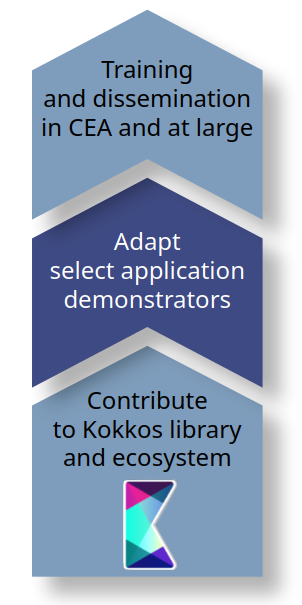 Training
and dissemination
in CEA and at large
Adapt
select application
demonstrators
Contribute
to Kokkos library
and ecosystem